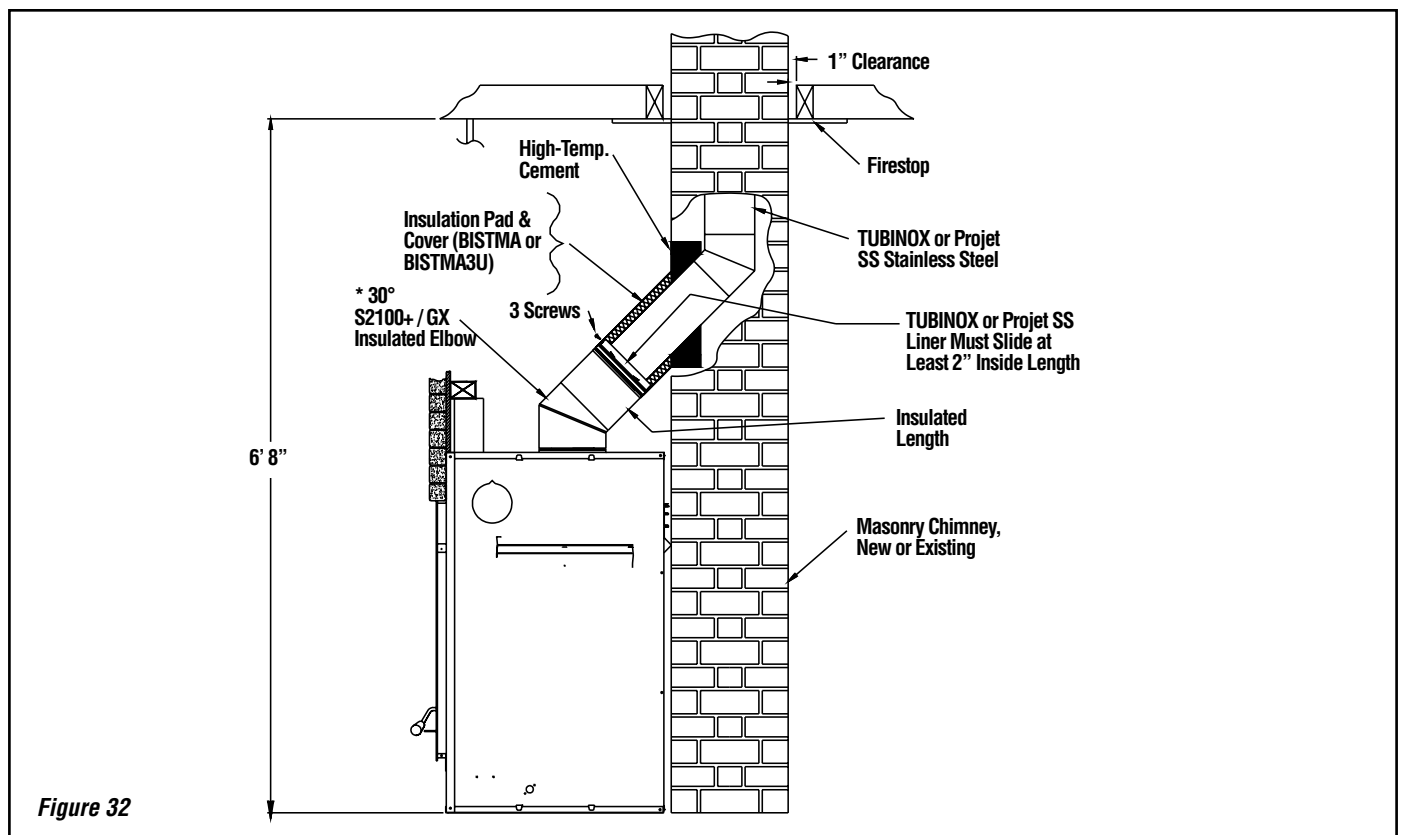 1” Clearance
High-Temp.
Cement
Firestop
Insulation Pad &
Cover (BISTMA or
BISTMA3U)
TUBINOX or Projet
SS Stainless Steel
* 30°
S2100+ / GX
Insulated Elbow
3 Screws
TUBINOX or Projet SS
Liner Must Slide at
Least 2” Inside Length
Insulated
Length
6’ 8”
Masonry Chimney,
New or Existing
Figure 32